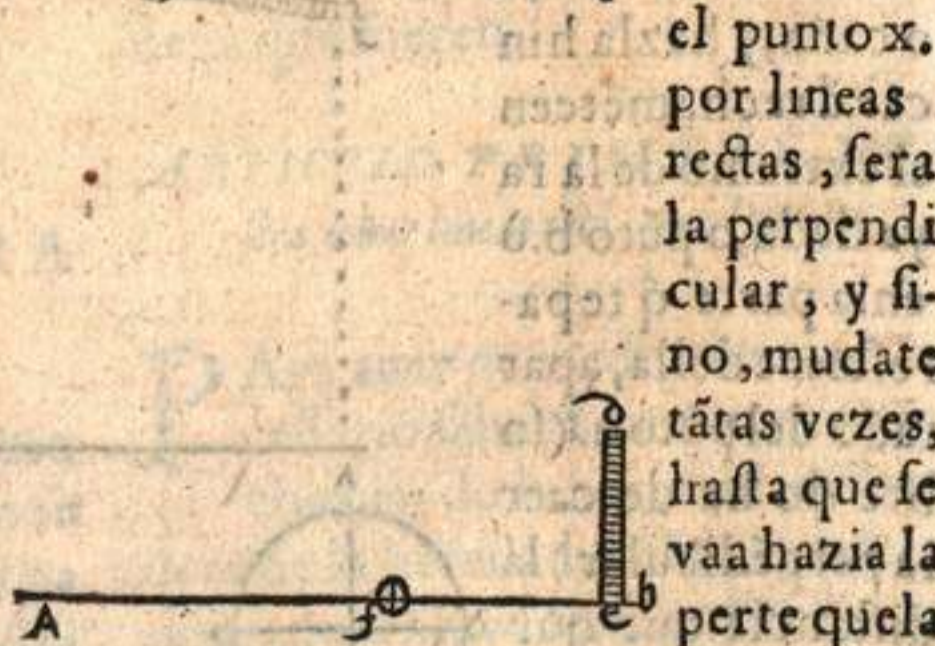 el punto x.
por lineas
rectas , ſera
la perpendi
cular , y ſi-
no , mudate
tãtas vezes,
haſta que ſe
vaa hazia la
perte quela
A
e
b